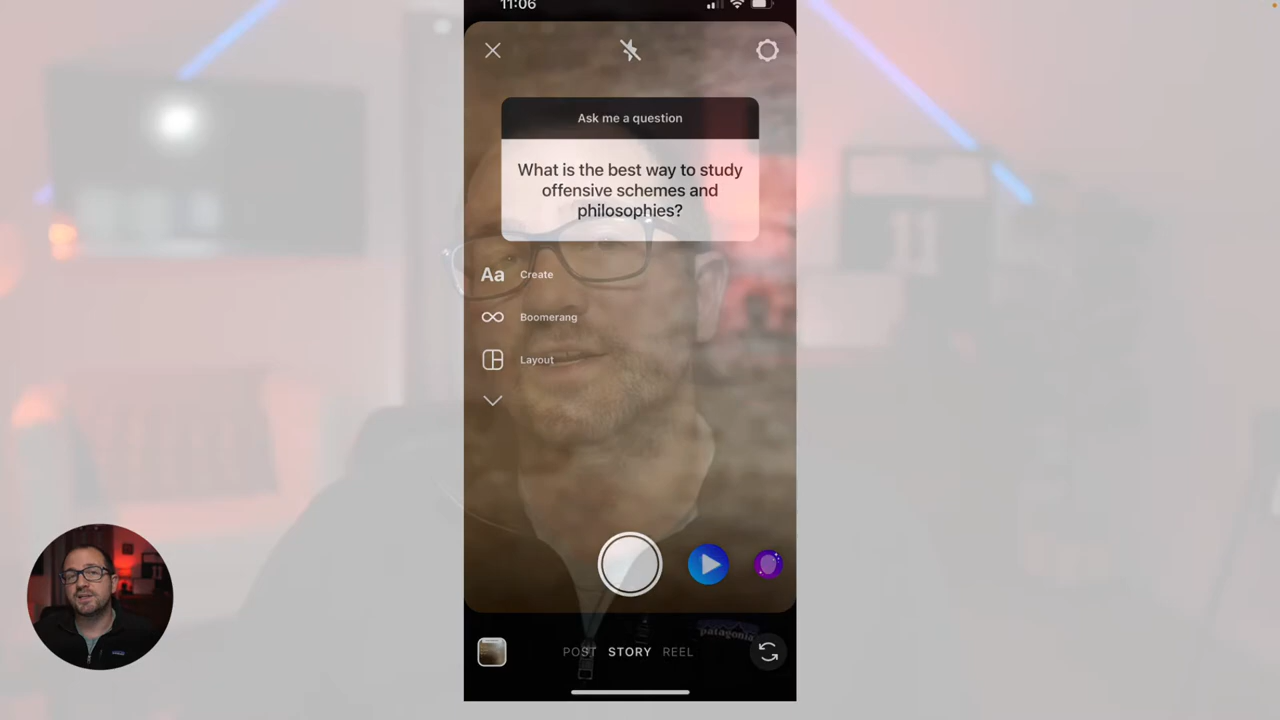 11:06
Ask me a question
What is the best way to study
offensive schemes and
philosophies?
Aa Create
Boomerang
Layout
patagonia
POST STORY REEL
11